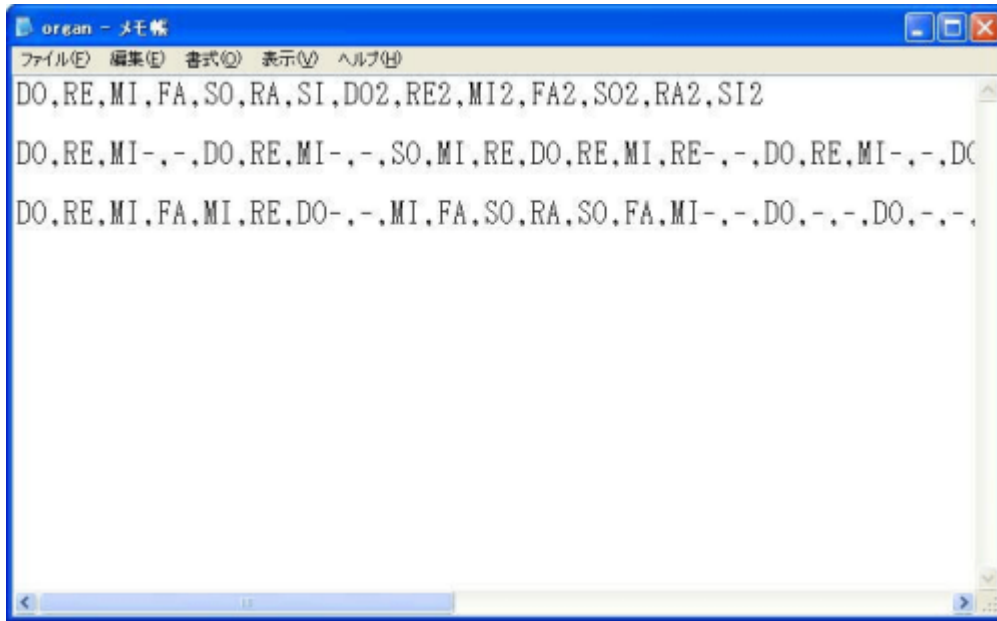 organ - メモ帳
ファイル(F) 編集(E) 書式(O) 表示(V) ヘルプ(H)
DO,RE,MI,FA,SO,RA,SI,DO2,RE2,MI2,FA2,SO2,RA2,SI2
DO,RE,MI-,-,DO,RE,MI-,-,SO,MI,RE,DO,RE,MI,RE-,-,DO,RE,MI-,-,DO
DO,RE,MI,FA,MI,RE,DO-,-,MI,FA,SO,RA,SO,FA,MI-,-,DO,-,-,DO,-,-,